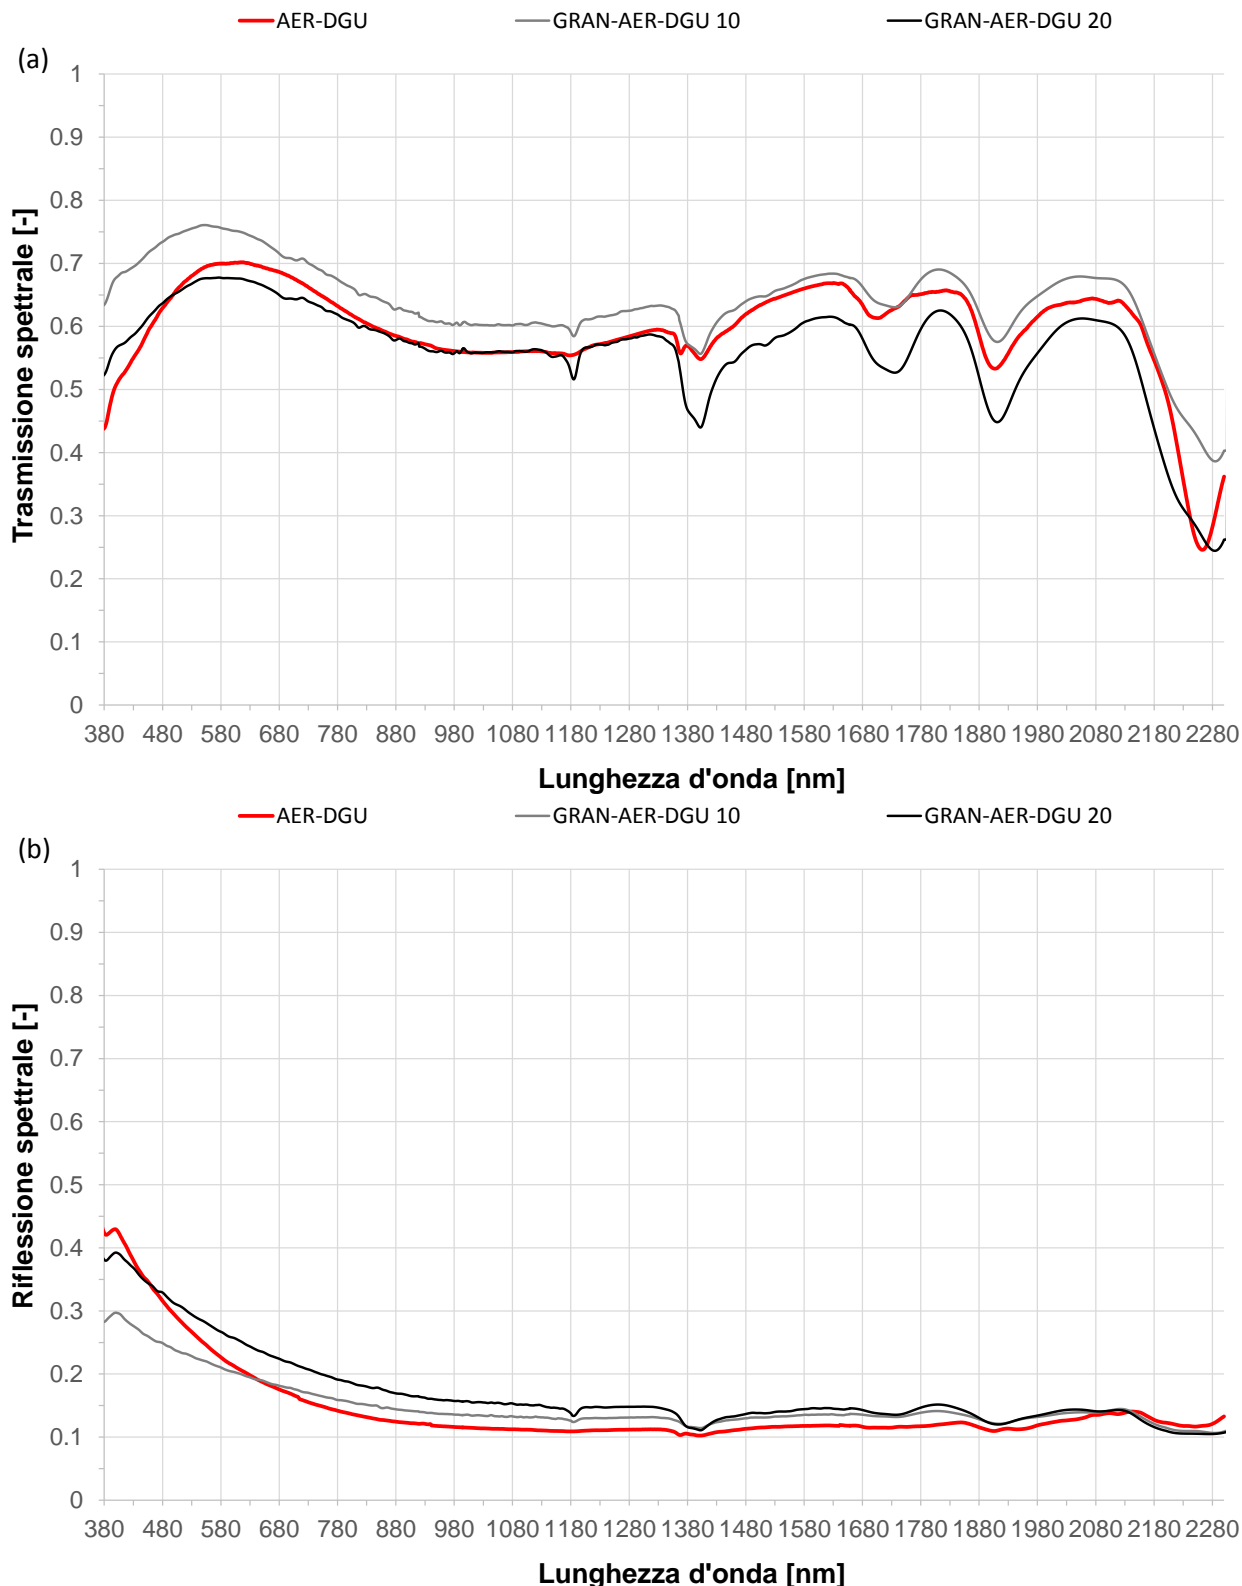 AER-DGU GRAN-AER-DGU 10 GRAN-AER-DGU 20
(a)
1
0.9
0.8
0.7
0.6
0.5
0.4
0.3
0.2
0.1
0
Trasmissione spettrale [-]
380 480 580 680 780 880 980 1080 1180 1280 1380 1480 1580 1680 1780 1880 1980 2080 2180 2280
Lunghezza d'onda [nm]
AER-DGU GRAN-AER-DGU 10 GRAN-AER-DGU 20
(b)
1
0.9
0.8
0.7
0.6
0.5
0.4
0.3
0.2
0.1
0
Riflessione spettrale [-]
380 480 580 680 780 880 980 1080 1180 1280 1380 1480 1580 1680 1780 1880 1980 2080 2180 2280
Lunghezza d'onda [nm]